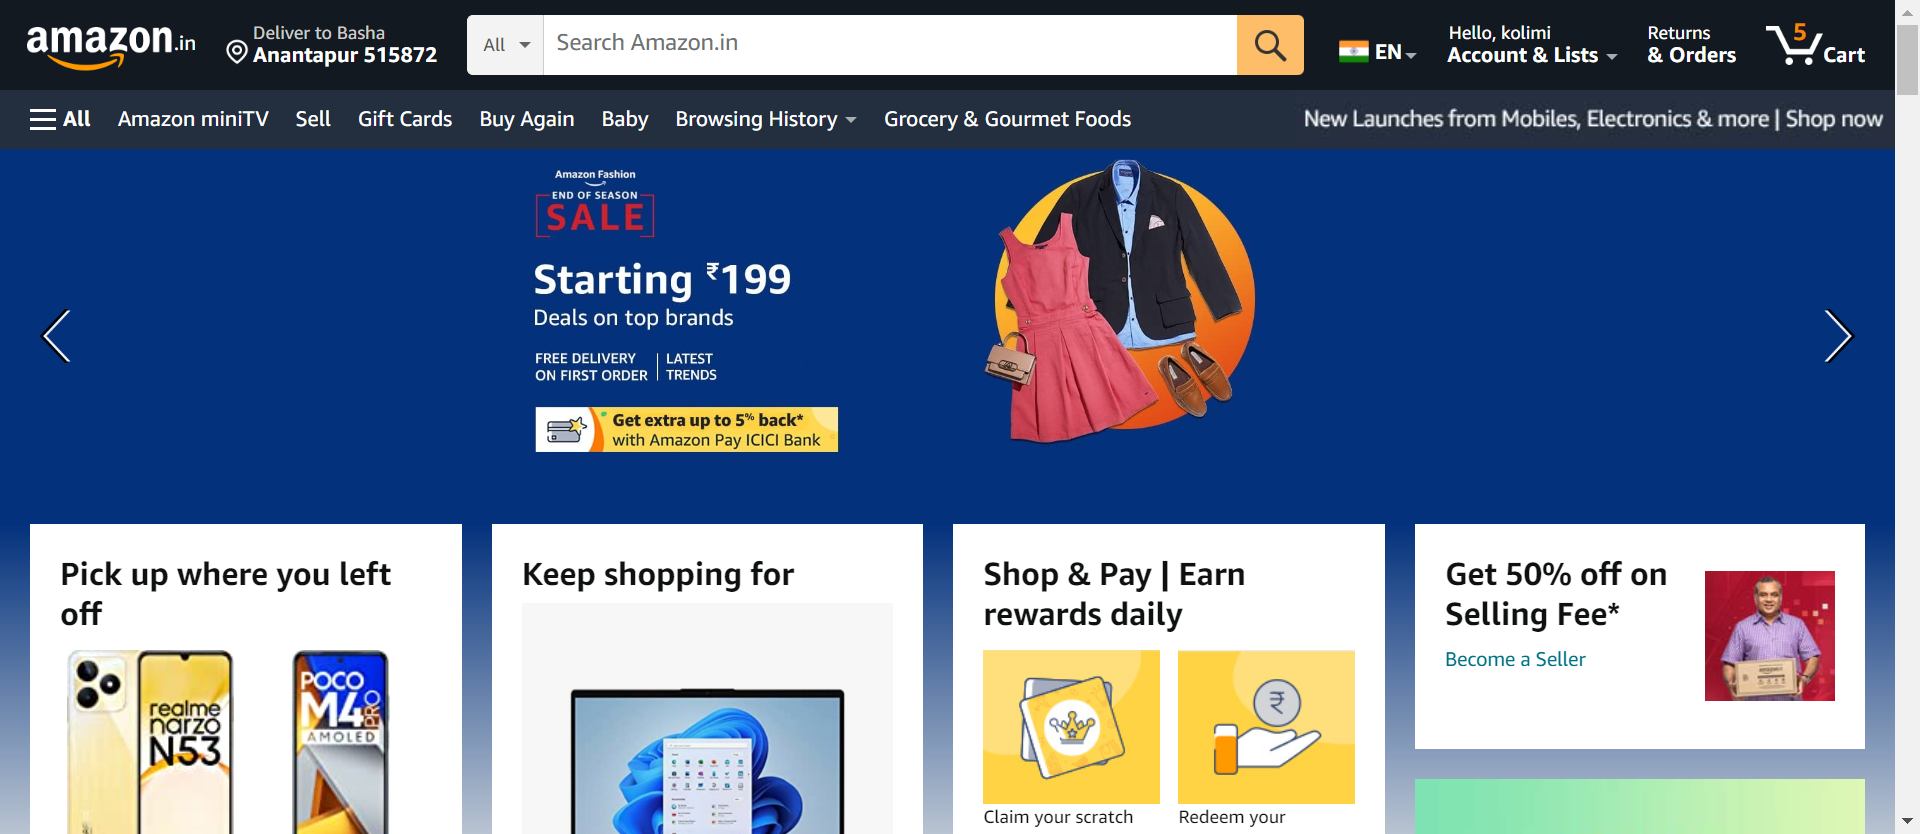 amazon.in
Deliver to Basha
Anantapur 515872
All
Search Amazon.in
EN
Hello, kolimi
Account & Lists
Returns
& Orders
5
Cart
All
Amazon miniTV
Sell
Gift Cards
Buy Again
Baby
Browsing History
Grocery & Gourmet Foods
New Launches from Mobiles, Electronics & more | Shop now
Amazon Fashion
END OF SEASON
SALE
Starting ₹199
Deals on top brands
FREE DELIVERY
ON FIRST ORDER
LATEST
TRENDS
Get extra up to 5% back*
with Amazon Pay ICICI Bank
Pick up where you left
off
realme
narzo
N53
POCO
M4 PRO
AMOLED
Keep shopping for
Shop & Pay | Earn
rewards daily
₹
Claim your scratch
Redeem your
Get 50% off on
Selling Fee*
Become a Seller